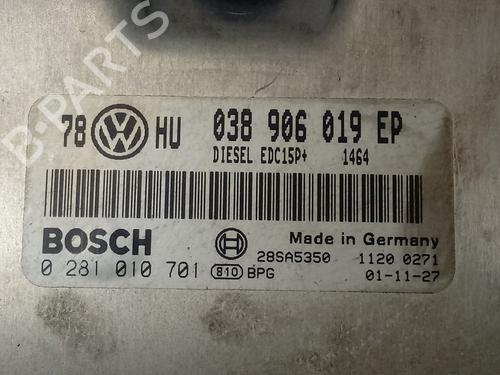 B-PARTS
78 VW HU 038 906 019 EP
DIESEL EDC15P+ 1464
BOSCH
Made in Germany
28SA5350 1120 0271
0 281 010 701 810 BPG 01-11-27